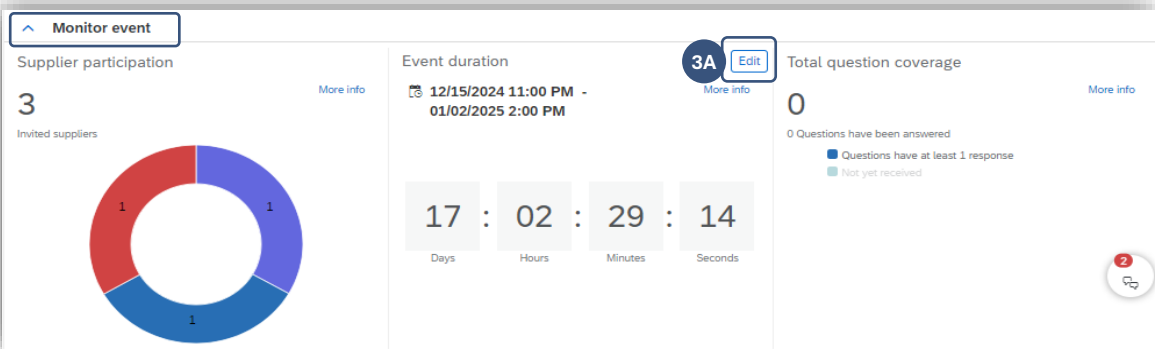 Monitor event
Supplier participation
More info
3
Invited suppliers
1
1
1
Event duration
3A
Edit
12/15/2024 11:00 PM -
01/02/2025 2:00 PM
More info
17 : 02 : 29 : 14
Days Hours Minutes Seconds
Total question coverage
More info
0
0 Questions have been answered
Questions have at least 1 response
Not yet received
2